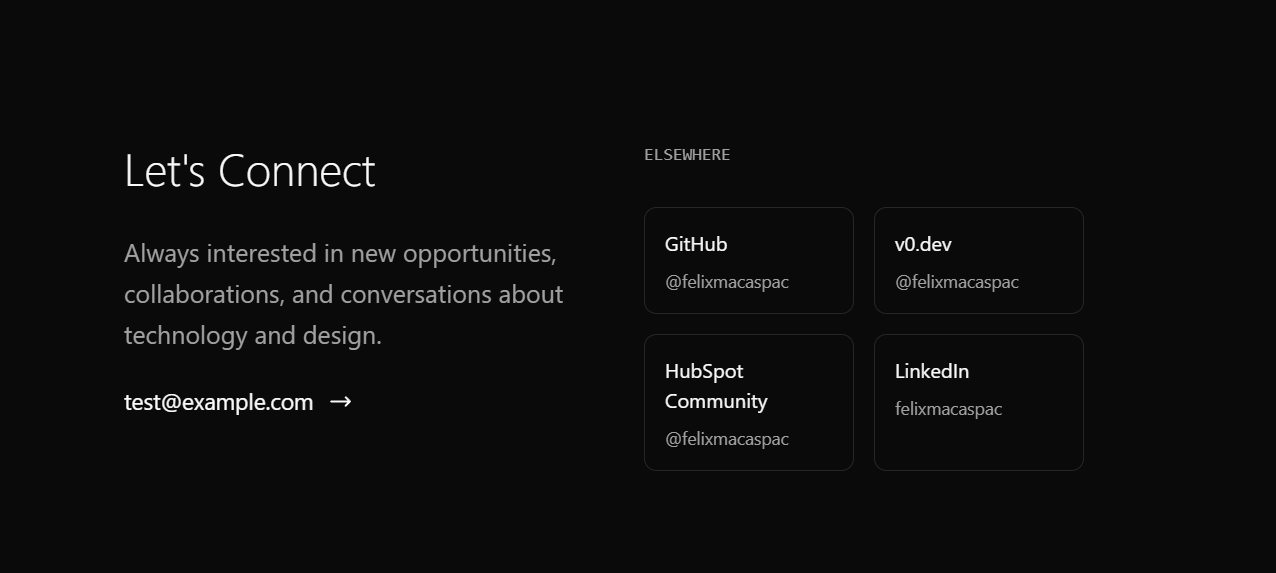 Let's Connect
Always interested in new opportunities,
collaborations, and conversations about
technology and design.
test@example.com →
ELSEWHERE
GitHub
@felixmacaspac
v0.dev
@felixmacaspac
HubSpot
Community
@felixmacaspac
LinkedIn
felixmacaspac